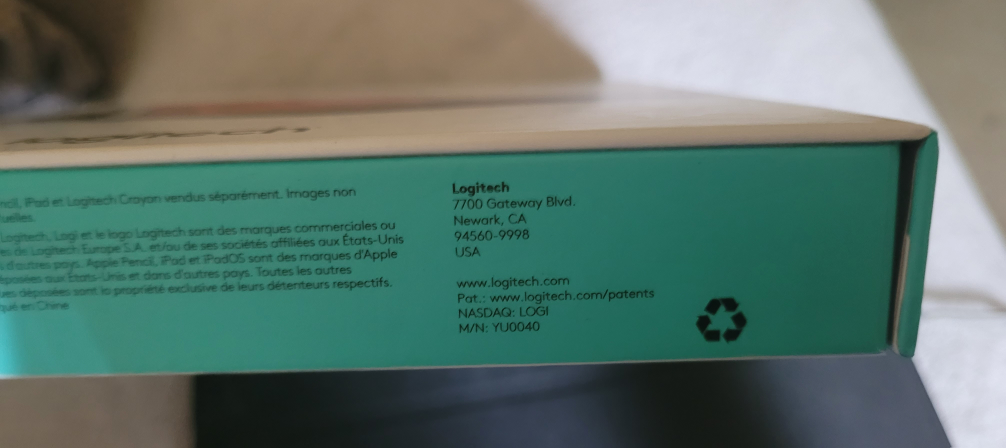 Logitech
ncil, iPad et Logitech Crayon vendus séparément. Images non
uelles.
Logitech, Logi et le logo Logitech sont des marques commerciales ou
es de Logitech Europe S.A. et/ou de ses sociétés affiliées aux États-Unis
d'autres pays. Apple Pencil, iPad et iPadOS sont des marques d'Apple
éposées aux États-Unis et dans d'autres pays. Toutes les autres
ues déposées sont la propriété exclusive de leurs détenteurs respectifs.
qué en Chine
Logitech
7700 Gateway Blvd.
Newark, CA
94560-9998
USA
www.logitech.com
Pat.: www.logitech.com/patents
NASDAQ: LOGI
M/N: YU0040